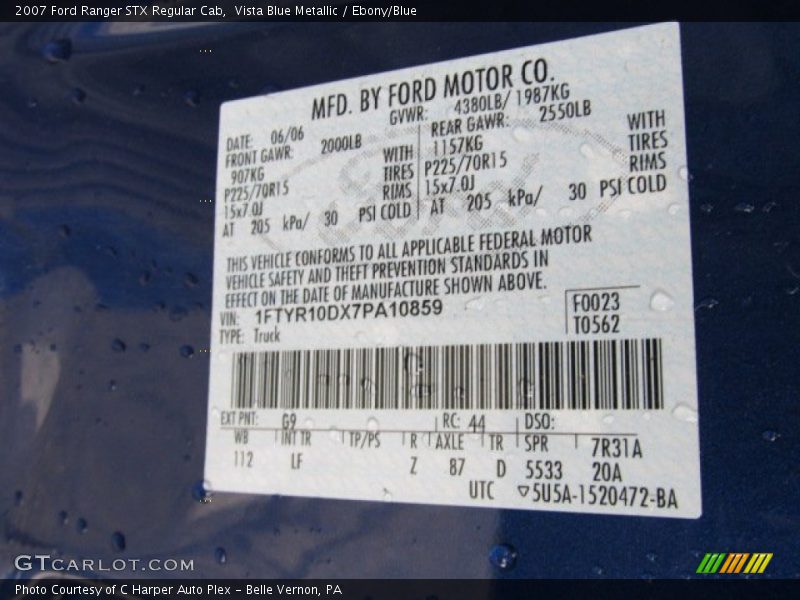 2007 Ford Ranger STX Regular Cab,  Vista Blue Metallic / Ebony/Blue
MFD. BY FORD MOTOR CO.
DATE: 06/06 GVWR: 4380LB/ 1987KG
FRONT GAWR: 2000LB REAR GAWR: 2550LB
907KG WITH 1157KG WITH
P225/70R15 TIRES P225/70R15 TIRES
15x7.0J RIMS 15x7.0J RIMS
AT 205 kPa/ 30 PSI COLD AT 205 kPa/ 30 PSI COLD
THIS VEHICLE CONFORMS TO ALL APPLICABLE FEDERAL MOTOR
VEHICLE SAFETY AND THEFT PREVENTION STANDARDS IN
EFFECT ON THE DATE OF MANUFACTURE SHOWN ABOVE.
VIN: 1FTYR10DX7PA10859
TYPE: Truck
F0023
T0562
EXT PNT: G9 RC: 44 DSO:
WB INT TR TP/PS R AXLE TR SPR 7R31A
112 LF Z 87 D 5533 20A
UTC ▽5U5A-1520472-BA
GTCARLOT.COM
Photo Courtesy of C Harper Auto Plex – Belle Vernon, PA